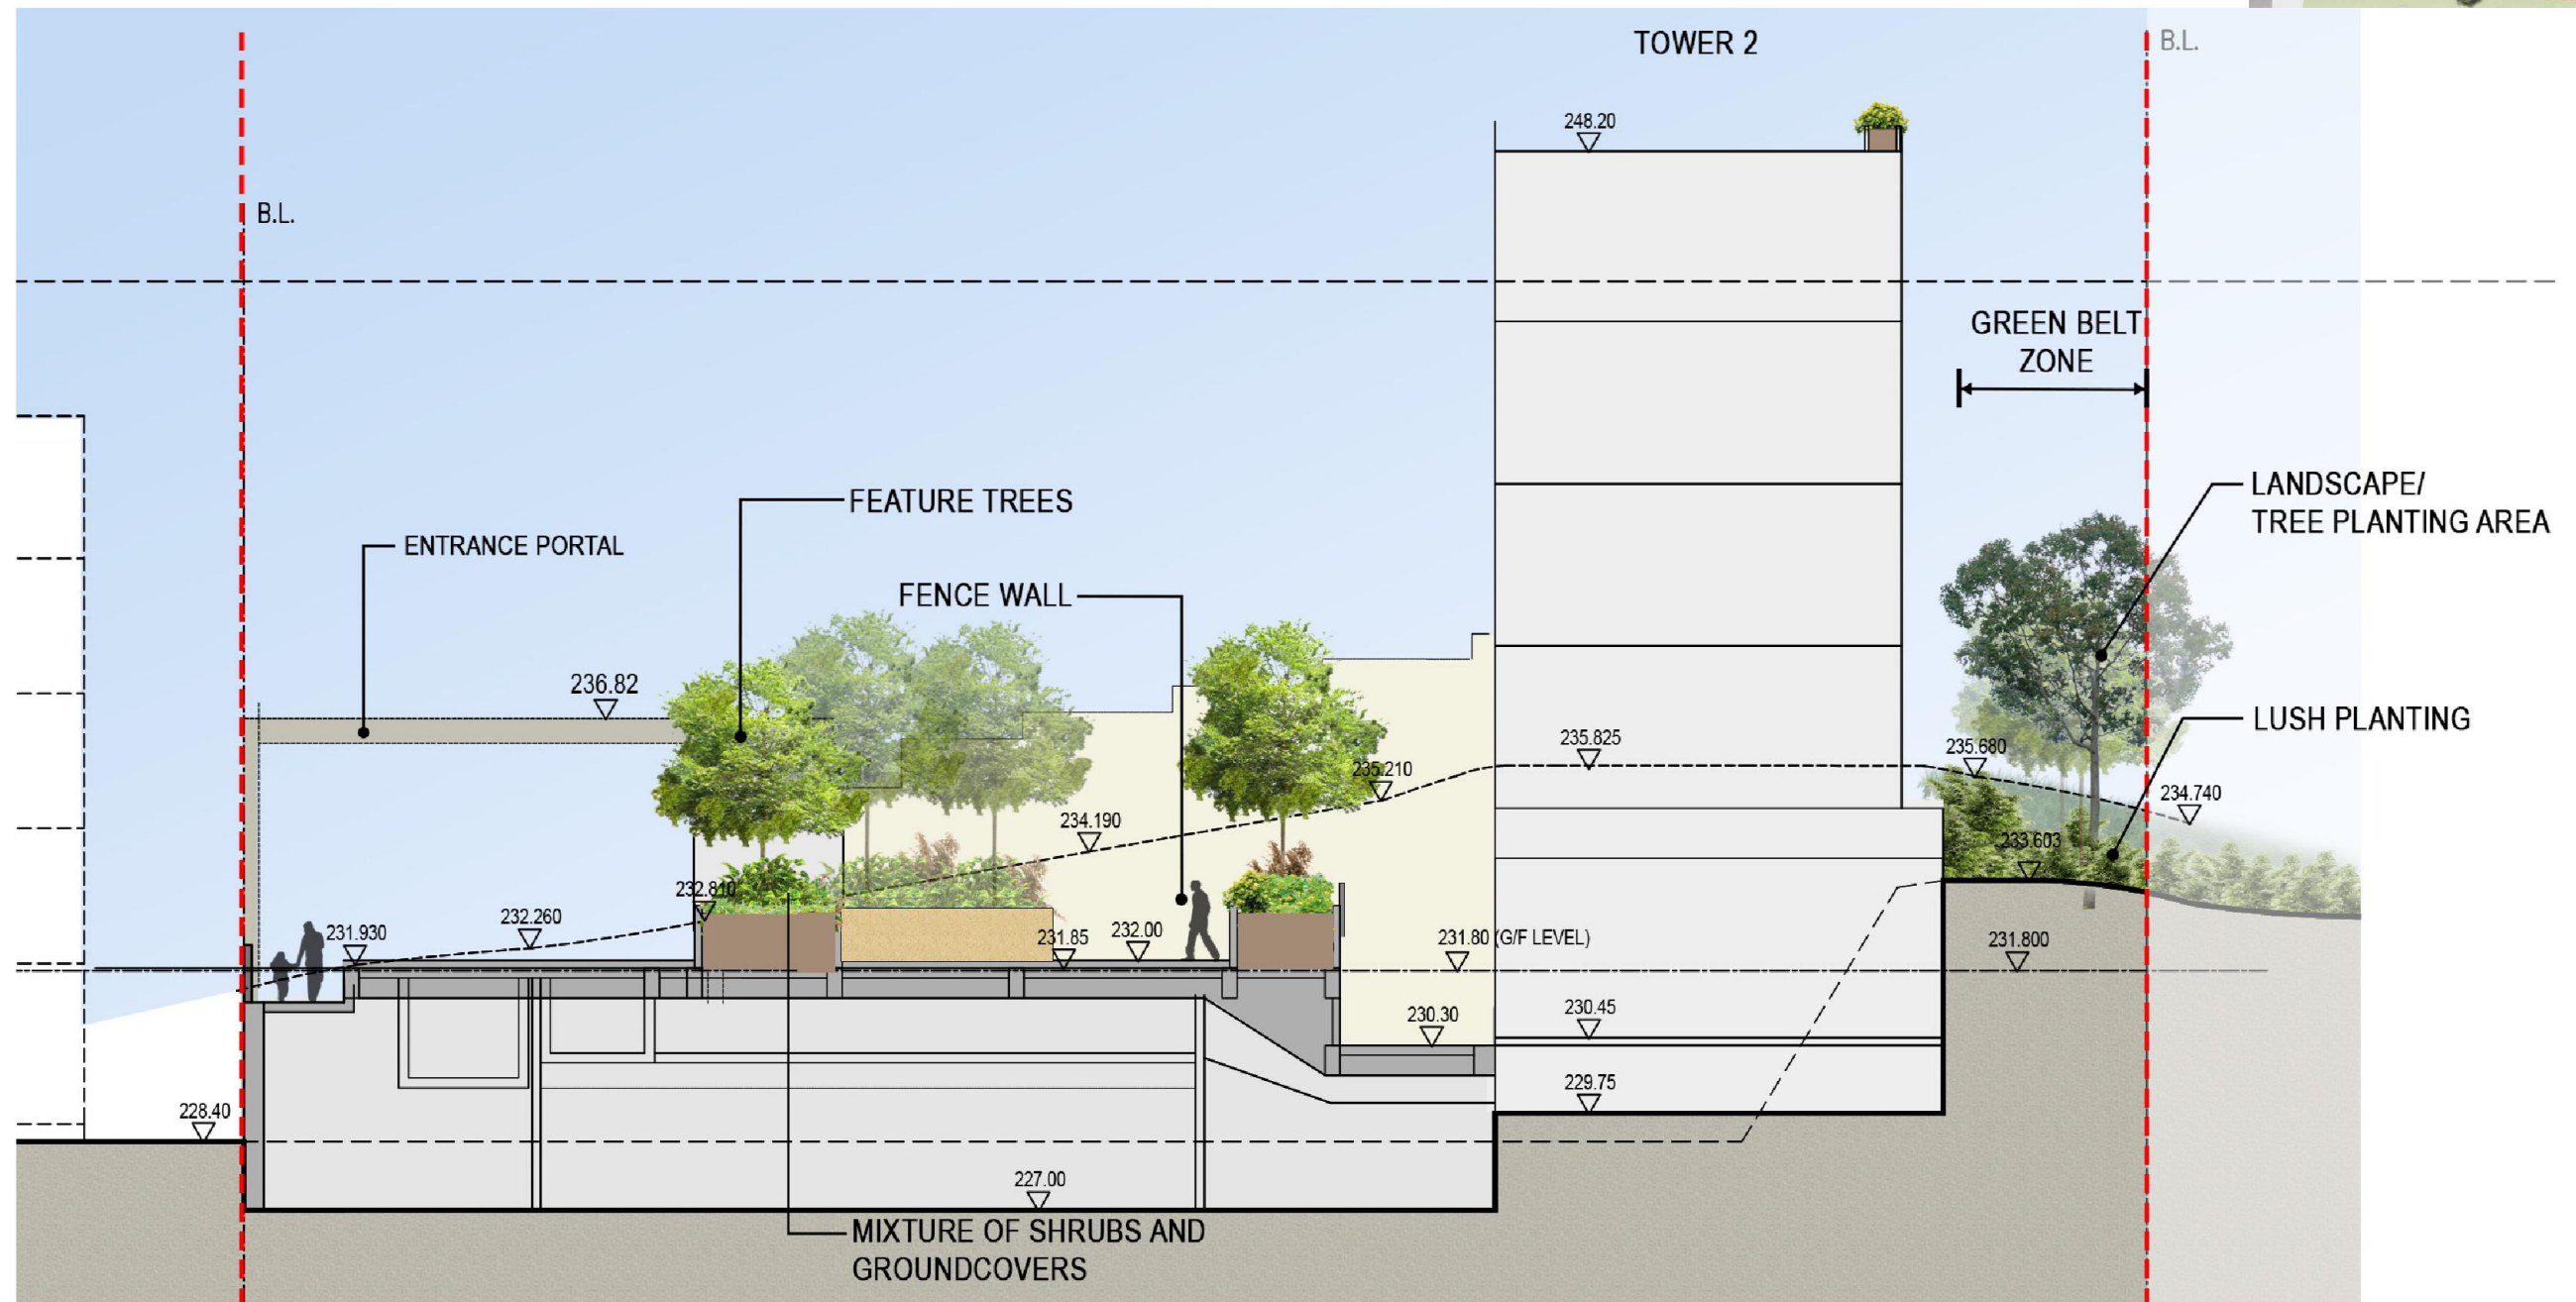 TOWER 2
B.L.
248.20
B.L.
GREEN BELT
ZONE
LANDSCAPE/
TREE PLANTING AREA
FEATURE TREES
ENTRANCE PORTAL
FENCE WALL
236.82
LUSH PLANTING
235.825
235.680
235.210
234.740
234.190
233.603
232.810
232.260
231.930
231.85
232.00
231.80 (G/F LEVEL)
231.800
230.30
230.45
229.75
228.40
227.00
MIXTURE OF SHRUBS AND
GROUNDCOVERS